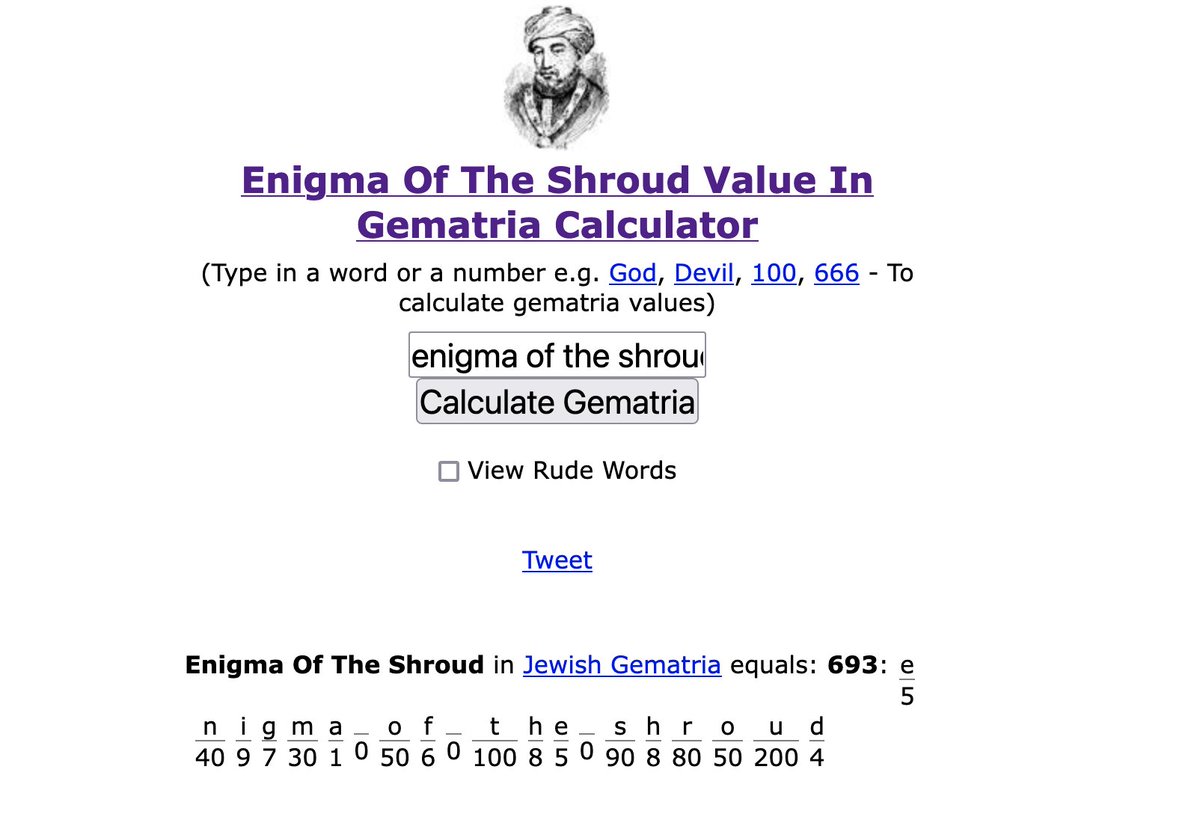 Enigma Of The Shroud Value In
Gematria Calculator
(Type in a word or a number e.g. God, Devil, 100, 666 - To
calculate gematria values)
enigma of the shrou
Calculate Gematria
View Rude Words
Tweet
Enigma Of The Shroud in Jewish Gematria equals: 693: e
5
n i g m a _ o f _ t h e _ s h r o u d
40 9 7 30 1 0 50 6 0 100 8 5 0 90 8 80 50 200 4